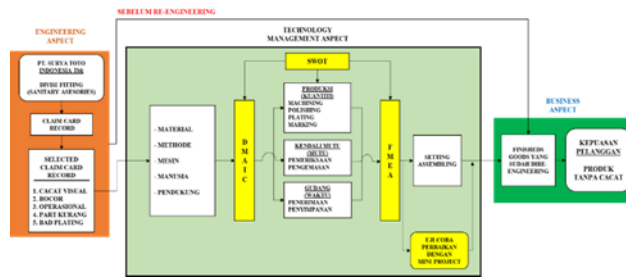 SEBELUM RE-ENGINEERING
ENGINEERING
ASPECT
PT. SURYA TOTO
INDONESIA Tbk
DIVISI FITTING
(SANITARY ASESORIES)
CLAIM CARD
RECORD
SELECTED
CLAIM CARD
RECORD
1. CACAT VISUAL
2. BOCOR
3. OPERASIONAL
4. PART KURANG
5. BAD PLATING
TECHNOLOGY
MANAGEMENT ASPECT
SWOT
- MATERIAL
- METHODE
- MESIN
- MANUSIA
- PENDUKUNG
DMAIC
PRODUKSI
(KUANTITI)
MACHINING
POLISHING
PLATING
MARKING
KENDALI MUTU
(MUTU)
PEMERIKSAAN
PENGEMASAN
GUDANG
(WAKTU)
PENERIMAAN
PENYIMPANAN
FMEA
SETTING
ASSEMBLING
UJI COBA
PERBAIKAN
DENGAN
MINI PROJECT
BUSINESS
ASPECT
FINISHEDS
GOODS YANG
SUDAH DIRE-
ENGINEERING
KEPUASAN
PELANGGAN
PRODUK
TANPA CACAT